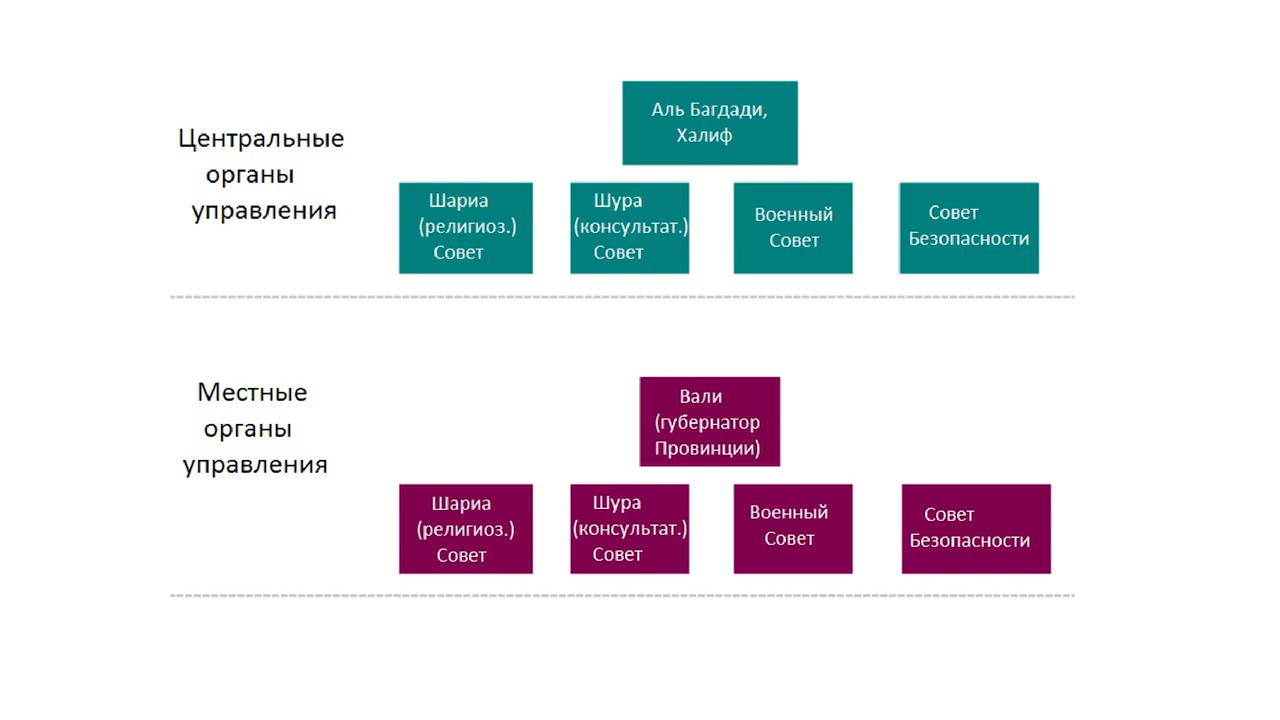 Центральные
органы
управления
Аль Багдади,
Халиф
Шариа
(религиоз.)
Совет
Шура
(консультат.)
Совет
Военный
Совет
Совет
Безопасности
Местные
органы
управления
Вали
(губернатор
Провинции)
Шариа
(религиоз.)
Совет
Шура
(консультат.)
Совет
Военный
Совет
Совет
Безопасности